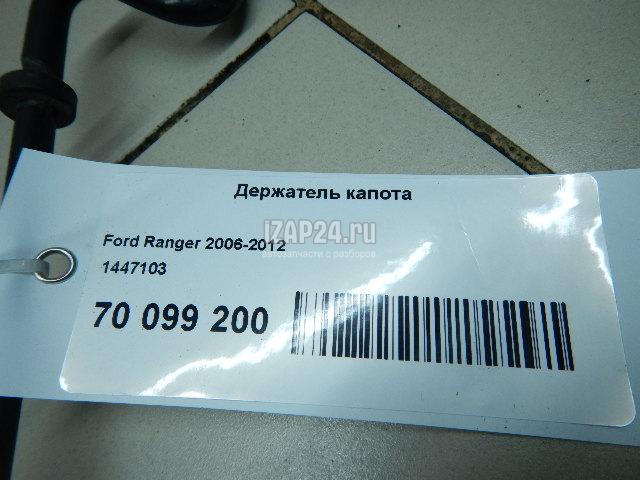 Держатель капота
IZAP24.ru
Ford Ranger 2006-2012
автозапчасти с разборов
1447103
70 099 200